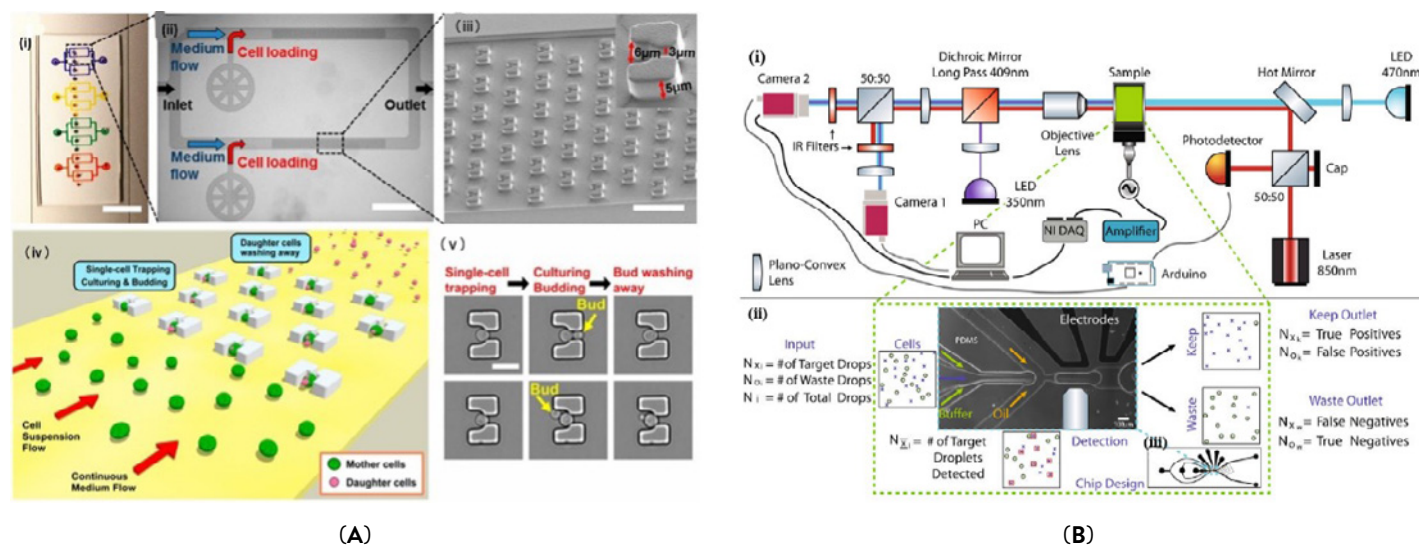 (i)
(ii)
Medium
flow
Cell loading
Inlet
Outlet
Medium
flow
Cell loading
(iii)
6μm
3μm
5μm
(iv)
Single-cell Trapping
Culturing & Budding
Daughter cells
washing away
Cell
Suspension
Flow
Continuous
Medium Flow
Mother cells
Daughter cells
(v)
Single-cell
trapping
Culturing
Budding
Bud washing
away
Bud
Bud
(A)
(i)
Camera 2
50:50
Dichroic Mirror
Long Pass 409nm
Sample
Hot Mirror
LED
470nm
IR Filters
Objective
Lens
Photodetector
Cap
50:50
Camera 1
LED
350nm
PC
NI DAQ
Amplifier
Arduino
Laser
850nm
Plano-Convex
Lens
(ii)
Input
N X i = # of Target Drops
N O i = # of Waste Drops
N i = # of Total Drops
Cells
PDMS
Electrodes
Buffer
Oil
Keep
Waste
Keep Outlet
N X k = True Positives
N O k = False Positives
Waste Outlet
N X w = False Negatives
N O w = True Negatives
N X i = # of Target
Droplets
Detected
Detection
(iii)
Chip Design
(B)